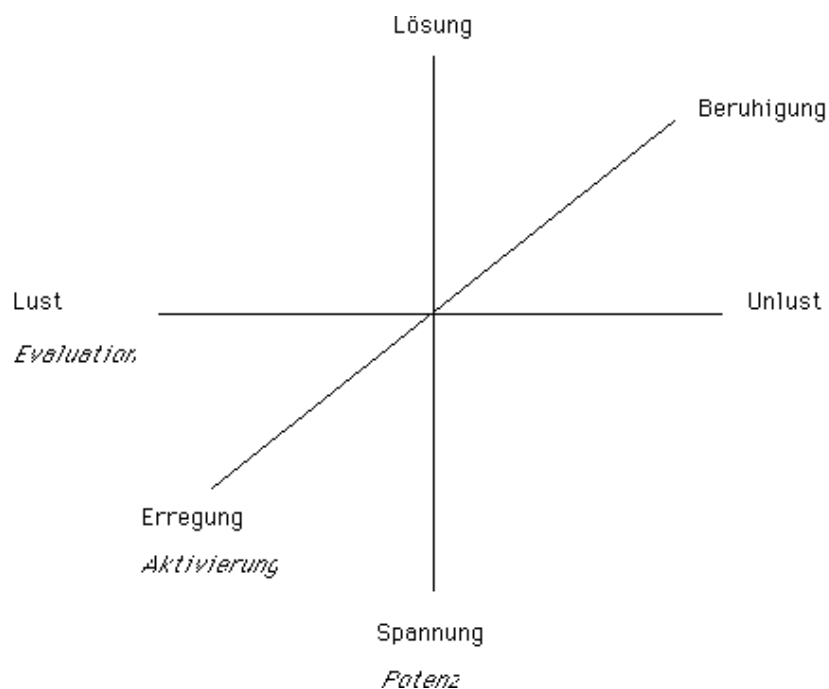 Lösung
Beruhigung
Lust
Unlust
Evaluation
Erregung
Aktivierung
Spannung
Potenz